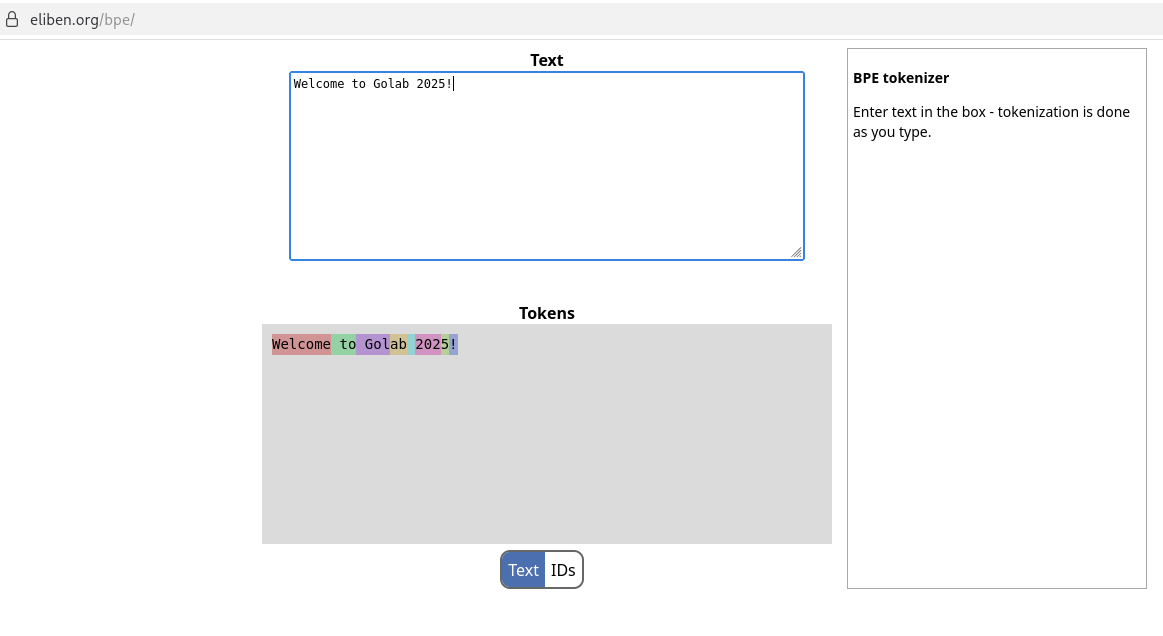 eliben.org/bpe/
Text
Welcome to Golab 2025!
BPE tokenizer
Enter text in the box - tokenization is done
as you type.
Tokens
Welcome to Golab 2025!
Text IDs